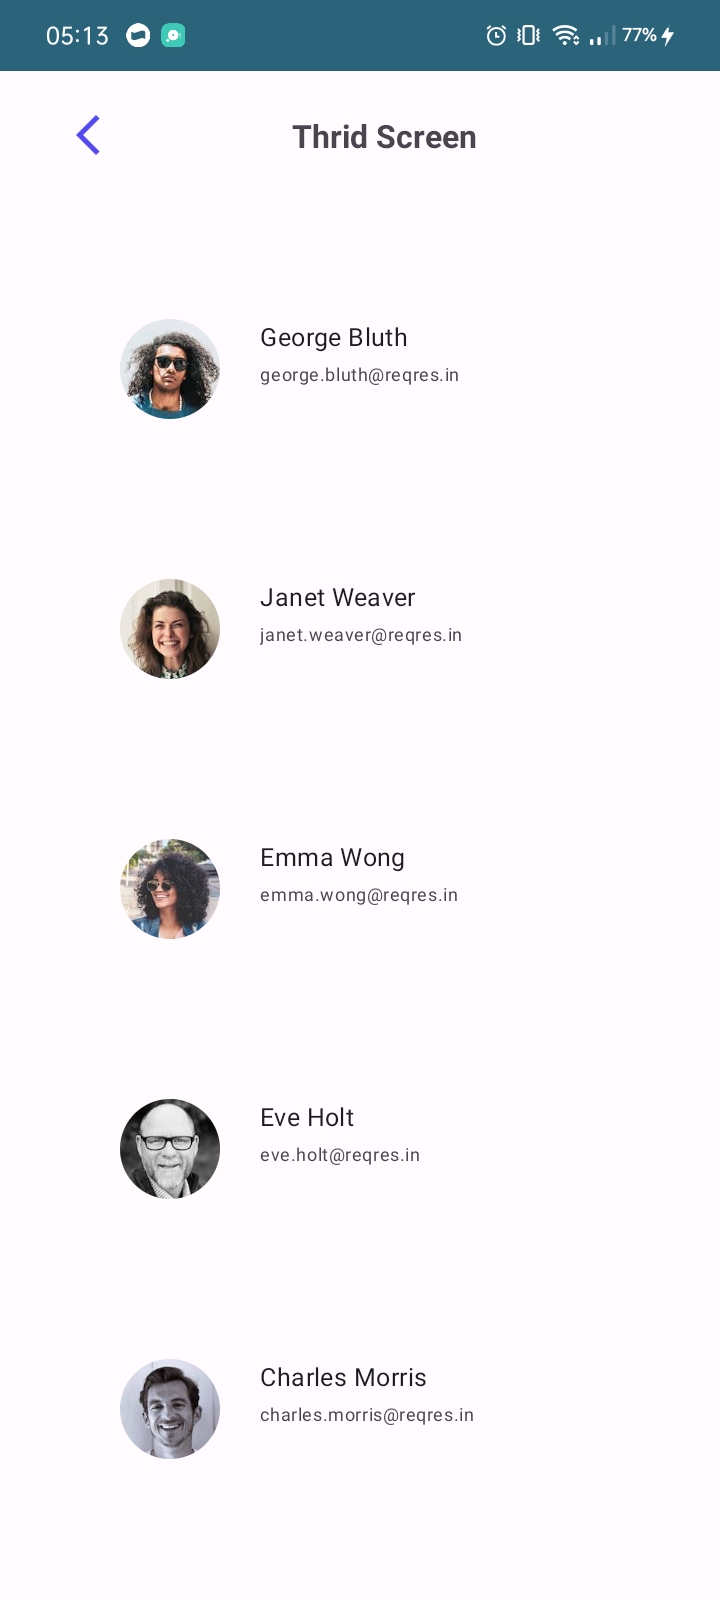 05:13 77%
Thrid Screen
George Bluth
george.bluth@reqres.in
Janet Weaver
janet.weaver@reqres.in
Emma Wong
emma.wong@reqres.in
Eve Holt
eve.holt@reqres.in
Charles Morris
charles.morris@reqres.in